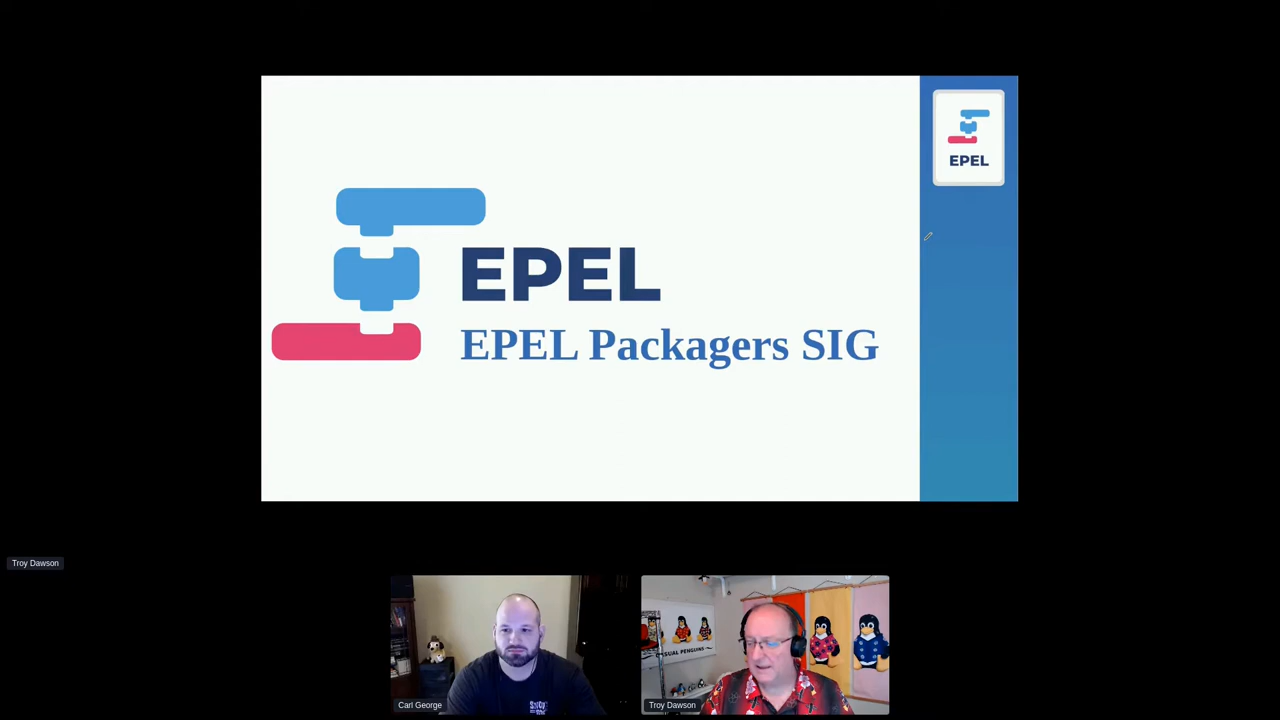 EPEL
EPEL
EPEL Packagers SIG
Troy Dawson
Carl George
Troy Dawson